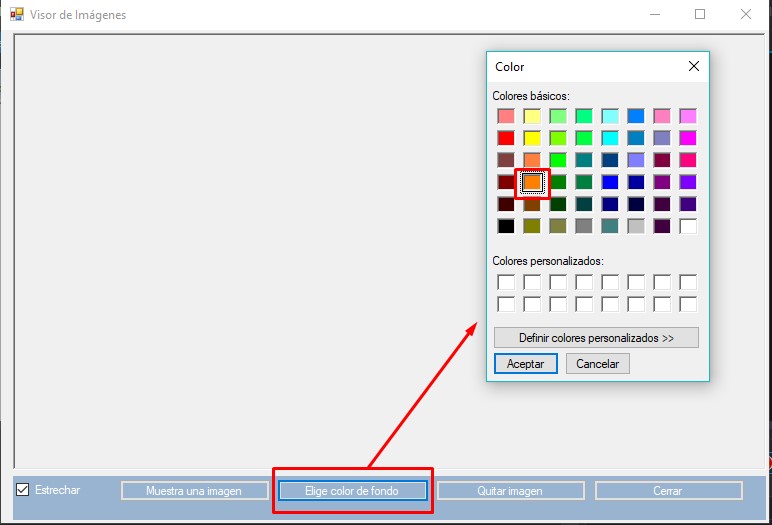 Visor de Imágenes
Color
Colores básicos:
Colores personalizados:
Definir colores personalizados >>
Aceptar
Cancelar
Estrechar
Muestra una imagen
Elige color de fondo
Quitar imagen
Cerrar